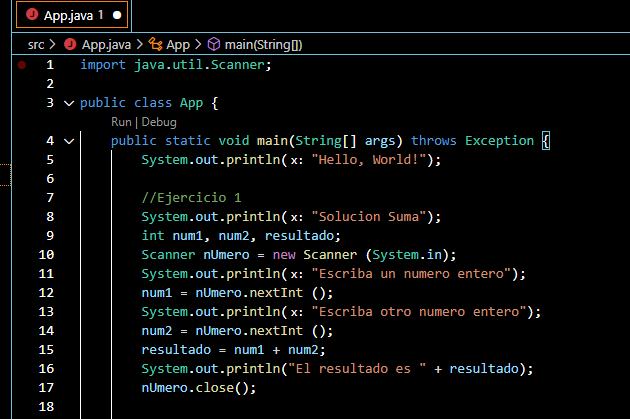 App.java 1
src > App.java > App > main(String[])
1 import java.util.Scanner;
2
3 public class App {
Run | Debug
4 public static void main(String[] args) throws Exception {
5 System.out.println(x: "Hello, World!");
6
7 //Ejercicio 1
8 System.out.println(x: "Solucion Suma");
9 int num1, num2, resultado;
10 Scanner nUmero = new Scanner (System.in);
11 System.out.println(x: "Escriba un numero entero");
12 num1 = nUmero.nextInt ();
13 System.out.println(x: "Escriba otro numero entero");
14 num2 = nUmero.nextInt ();
15 resultado = num1 + num2;
16 System.out.println("El resultado es " + resultado);
17 nUmero.close();
18